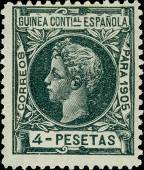 GUINEA CONTIAL ESPAÑOLA
CORREOS
PARA 1905
4 - PESETAS